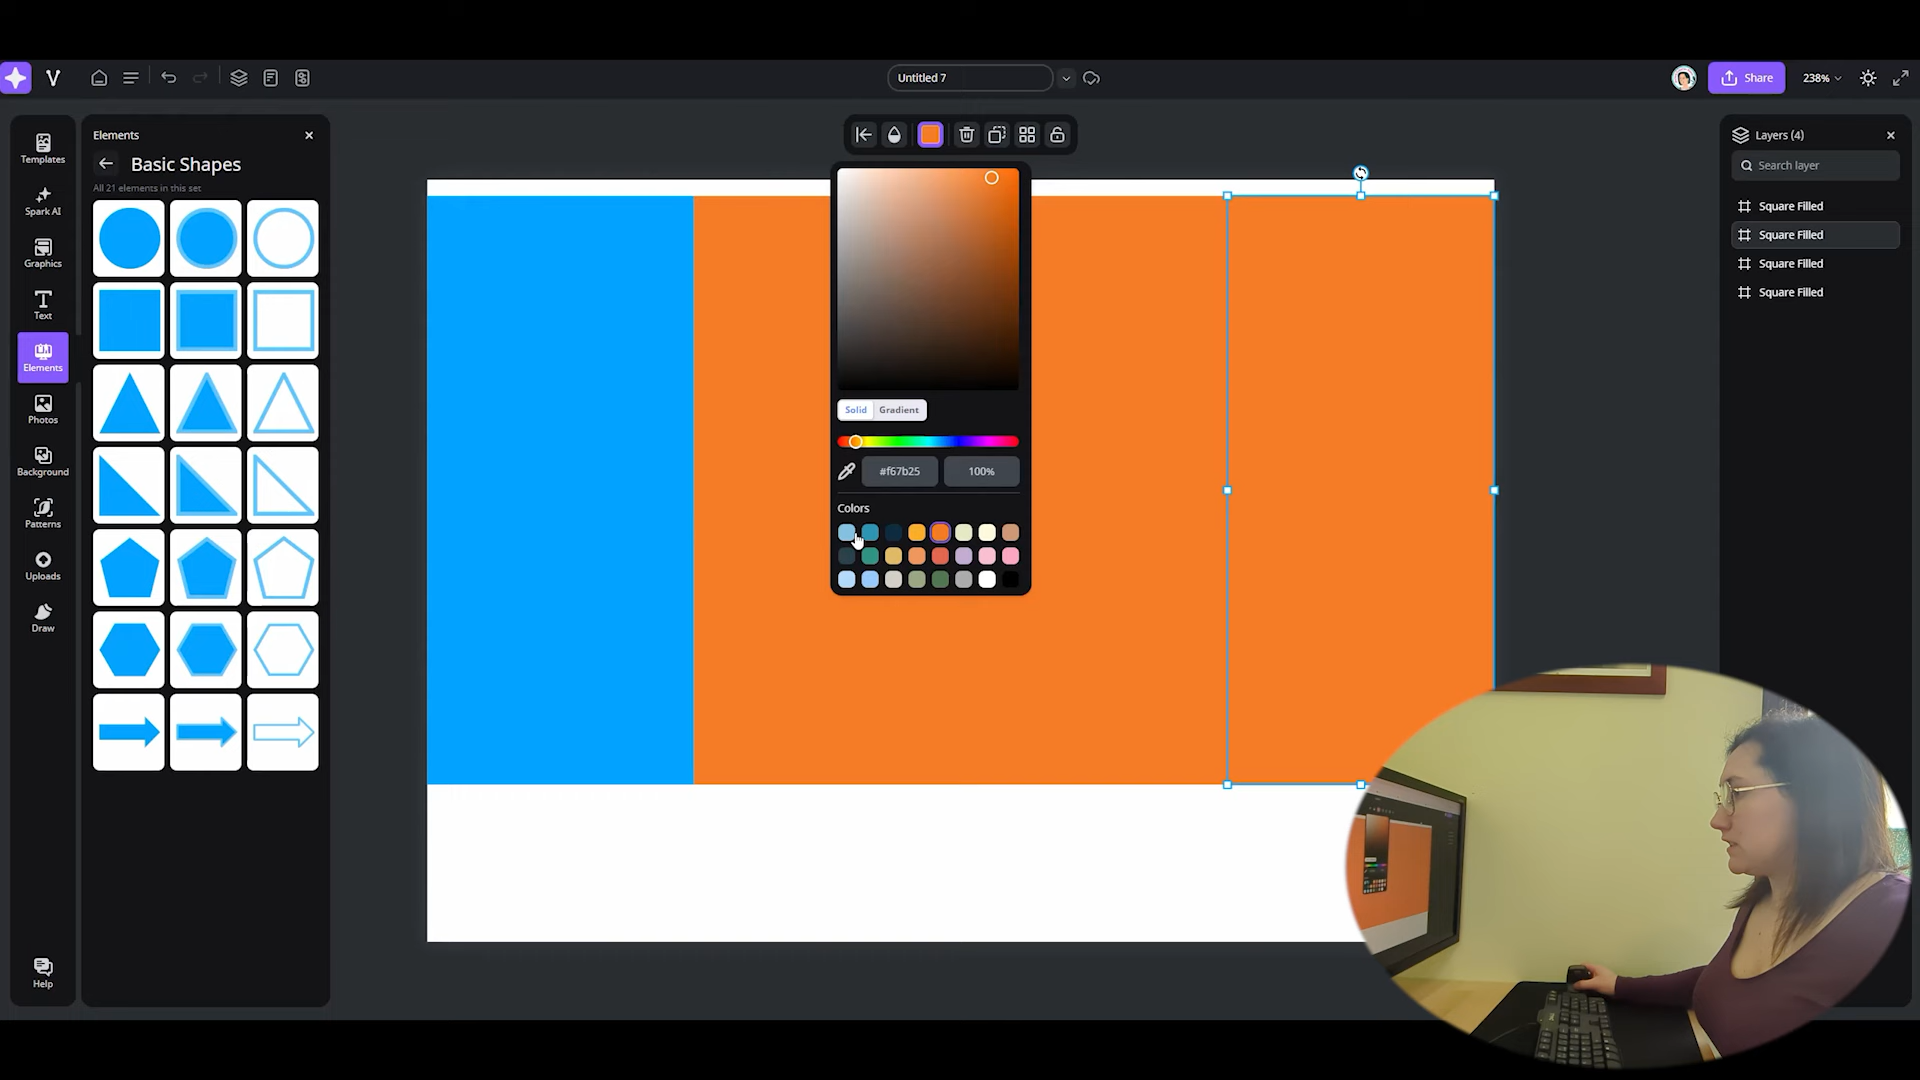 Untitled 7
Share
238%
Templates
Spark AI
Graphics
Text
Elements
Photos
Background
Patterns
Uploads
Draw
Help
Elements
Basic Shapes
All 21 elements in this set
Solid
Gradient
#f67b25
100%
Colors
Layers (4)
Search layer
Square Filled
Square Filled
Square Filled
Square Filled